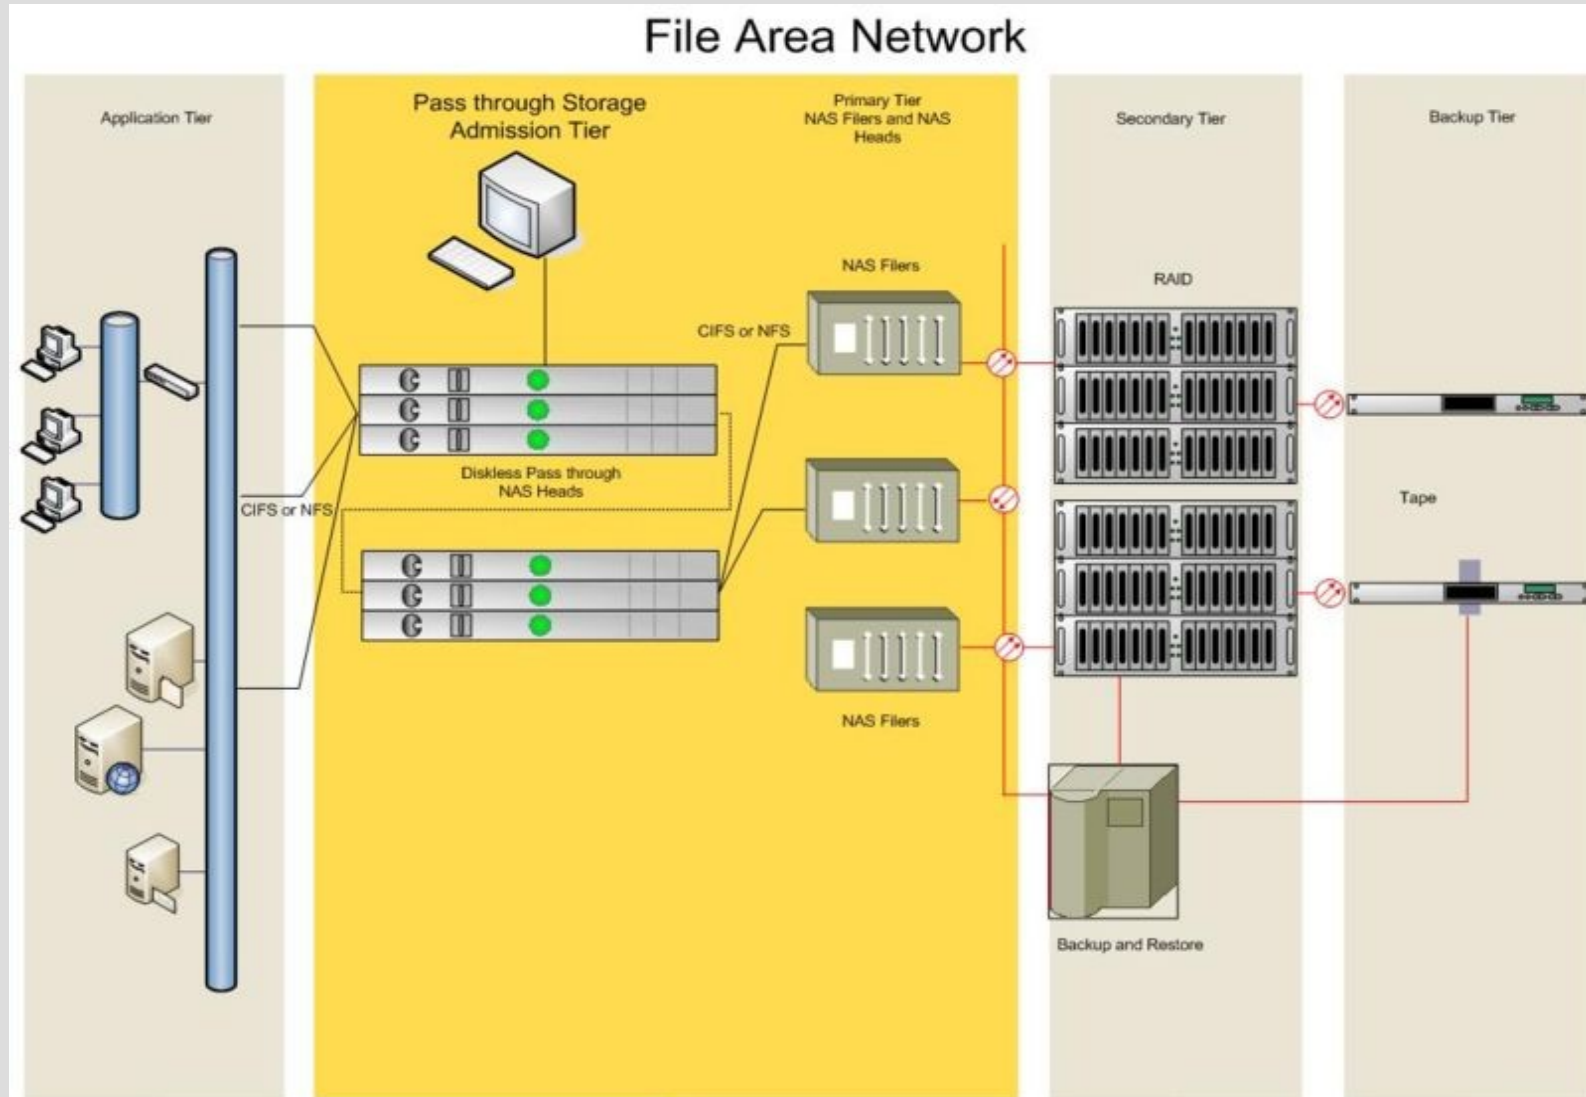 File Area Network
Application Tier
Pass through Storage
Admission Tier
Primary Tier
NAS Filers and NAS
Heads
Secondary Tier
Backup Tier
NAS Filers
RAID
CIFS or NFS
Diskless Pass through
NAS Heads
CIFS or NFS
Tape
NAS Filers
Backup and Restore